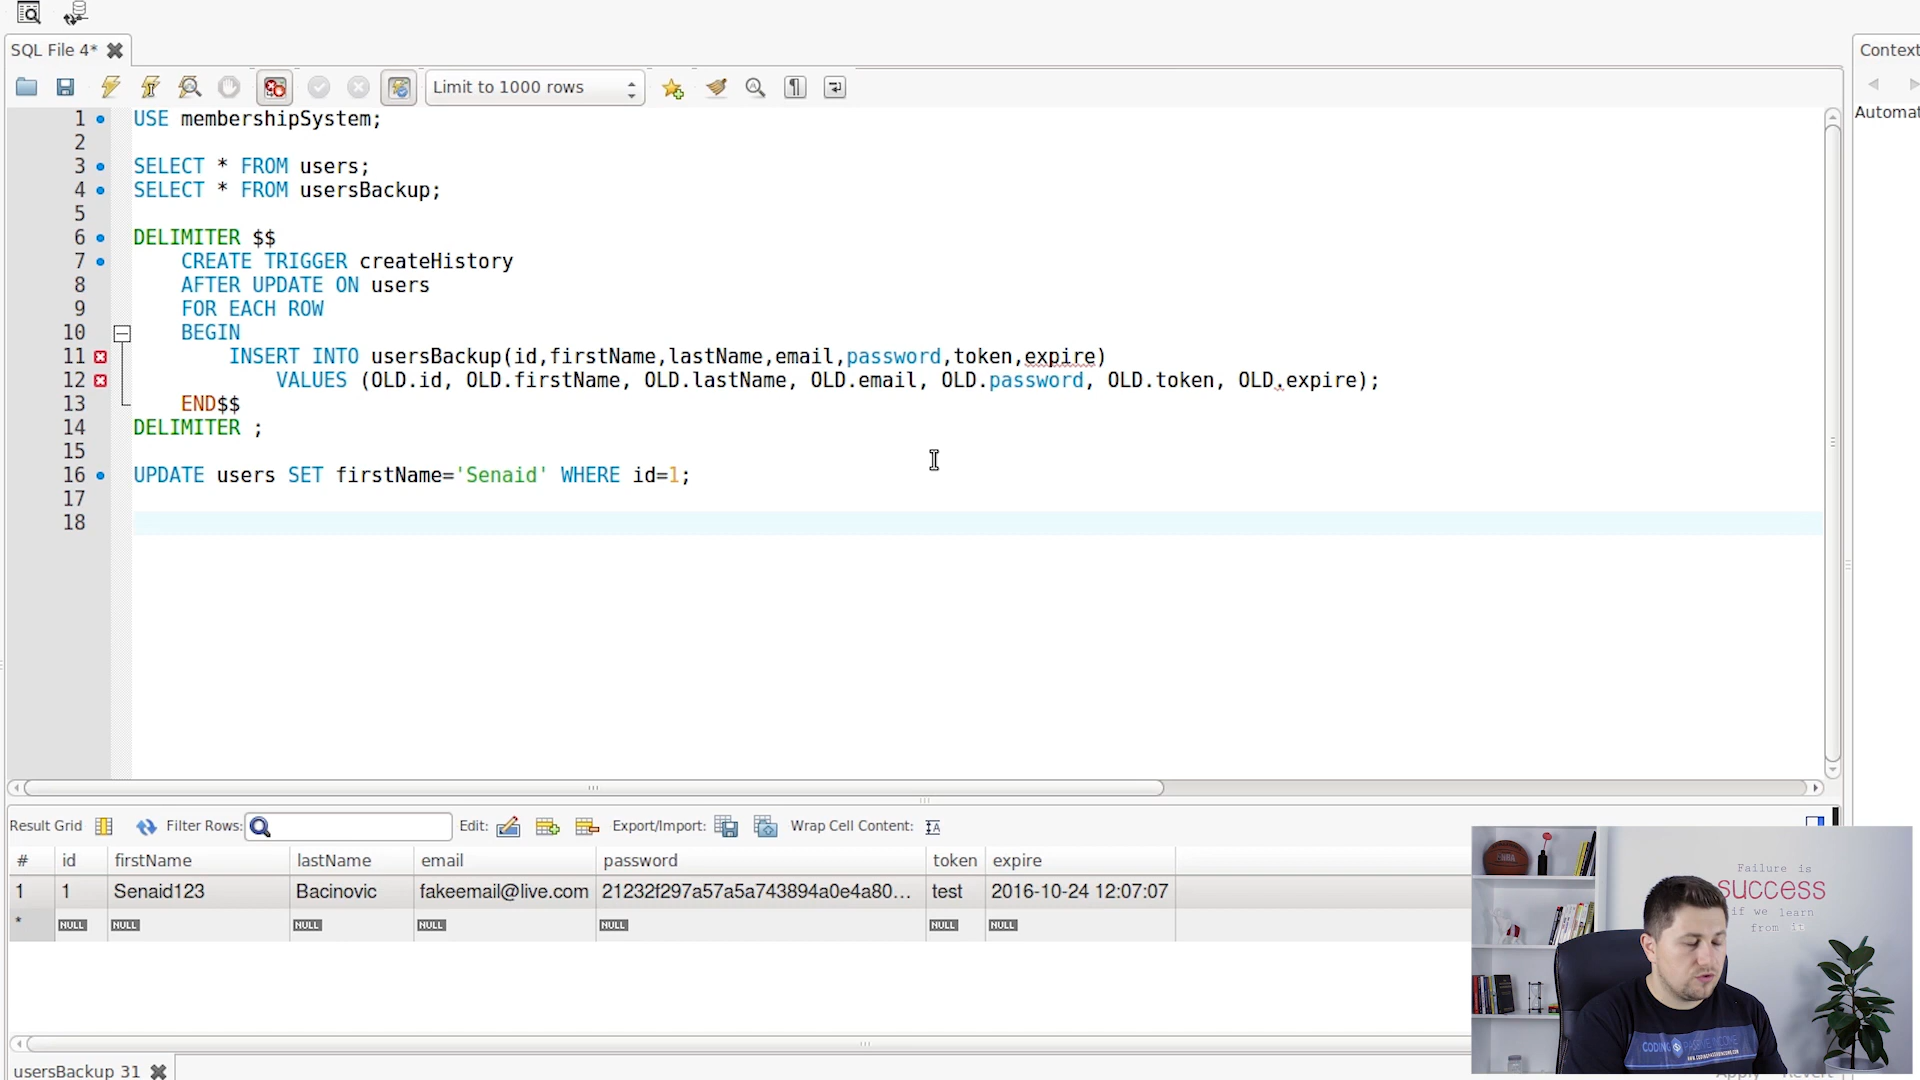 SQL File 4*
Context
Limit to 1000 rows
Automat
1 USE membershipSystem;
2
3 SELECT * FROM users;
4 SELECT * FROM usersBackup;
5
6 DELIMITER $$
7 CREATE TRIGGER createHistory
8 AFTER UPDATE ON users
9 FOR EACH ROW
10 BEGIN
11 INSERT INTO usersBackup(id,firstName,lastName,email,password,token,expire)
12 VALUES (OLD.id, OLD.firstName, OLD.lastName, OLD.email, OLD.password, OLD.token, OLD.expire);
13 END$$
14 DELIMITER ;
15
16 UPDATE users SET firstName='Senaid' WHERE id=1;
17
18
Result Grid Filter Rows: Edit: Export/Import: Wrap Cell Content:
# id firstName lastName email password token expire
1 1 Senaid123 Bacinovic fakeemail@live.com 21232f297a57a5a743894a0e4a80... test 2016-10-24 12:07:07
* NULL NULL NULL NULL NULL NULL NULL
usersBackup 31
Failure is
success
if we learn
from it